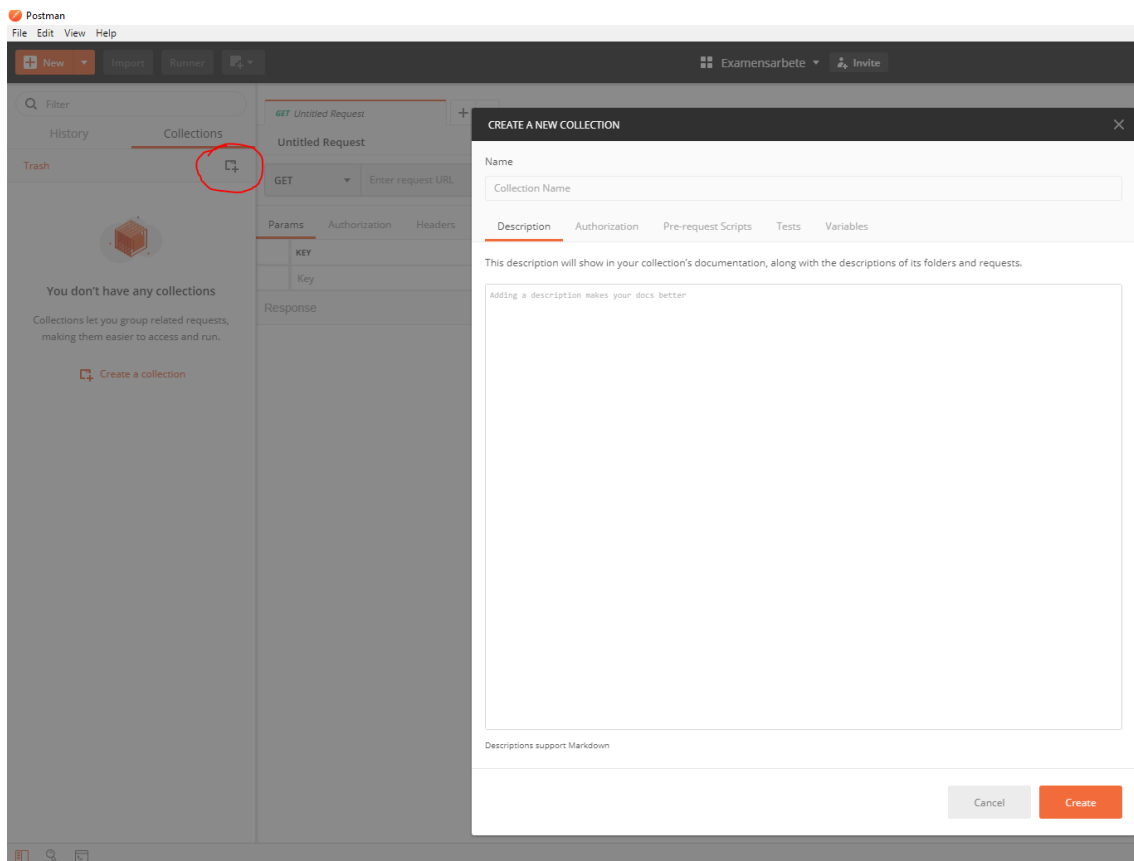 Postman
File Edit View Help
New Import Runner Examensarbete Invite
Filter
History Collections
Trash
You don't have any collections
Collections let you group related requests,
making them easier to access and run.
Create a collection
GET Untitled Request
Untitled Request
GET Enter request URL
Params Authorization Headers
KEY
Key
Response
CREATE A NEW COLLECTION
Name
Collection Name
Description Authorization Pre-request Scripts Tests Variables
This description will show in your collection's documentation, along with the descriptions of its folders and requests.
Adding a description makes your docs better
Descriptions support Markdown
Cancel Create